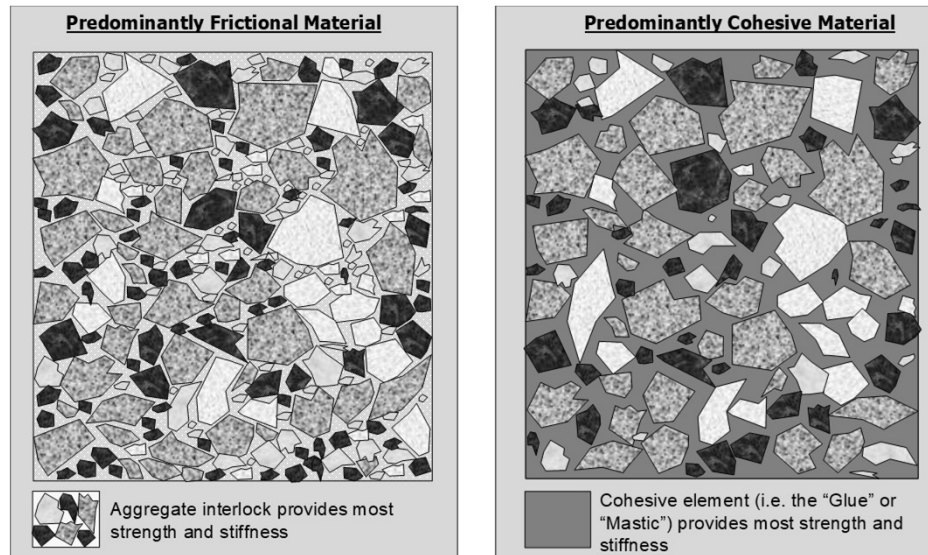 Predominantly Frictional Material
Aggregate interlock provides most
strength and stiffness
Predominantly Cohesive Material
Cohesive element (i.e. the “Glue” or
“Mastic”) provides most strength and
stiffness